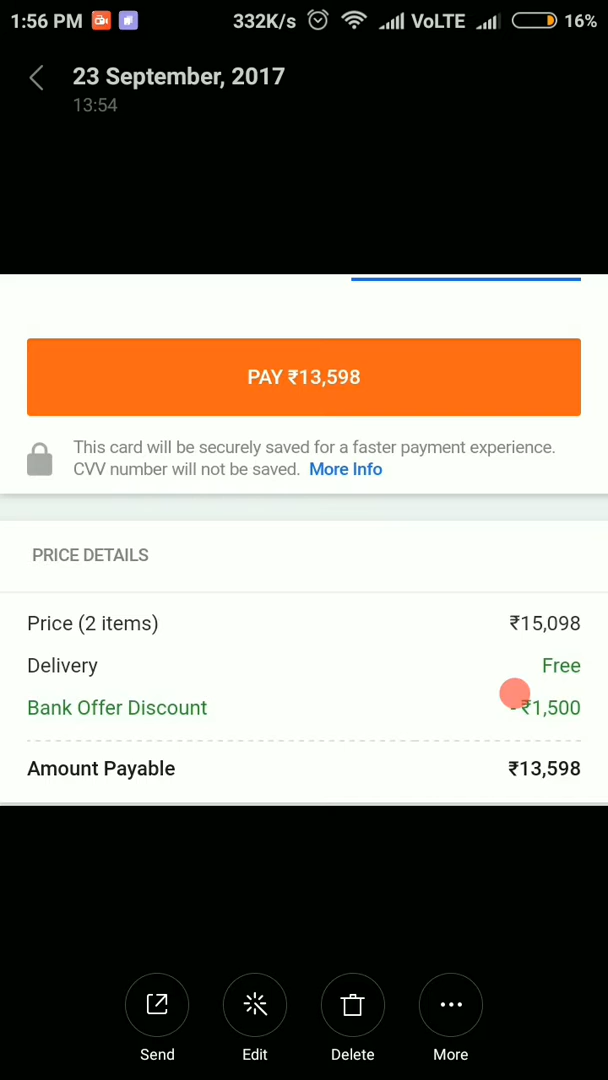 1:56 PM 332K/s VoLTE 16%
23 September, 2017
13:54
PAY ₹13,598
This card will be securely saved for a faster payment experience.
CVV number will not be saved. More Info
PRICE DETAILS
Price (2 items) ₹15,098
Delivery Free
Bank Offer Discount - ₹1,500
Amount Payable ₹13,598
Send Edit Delete More